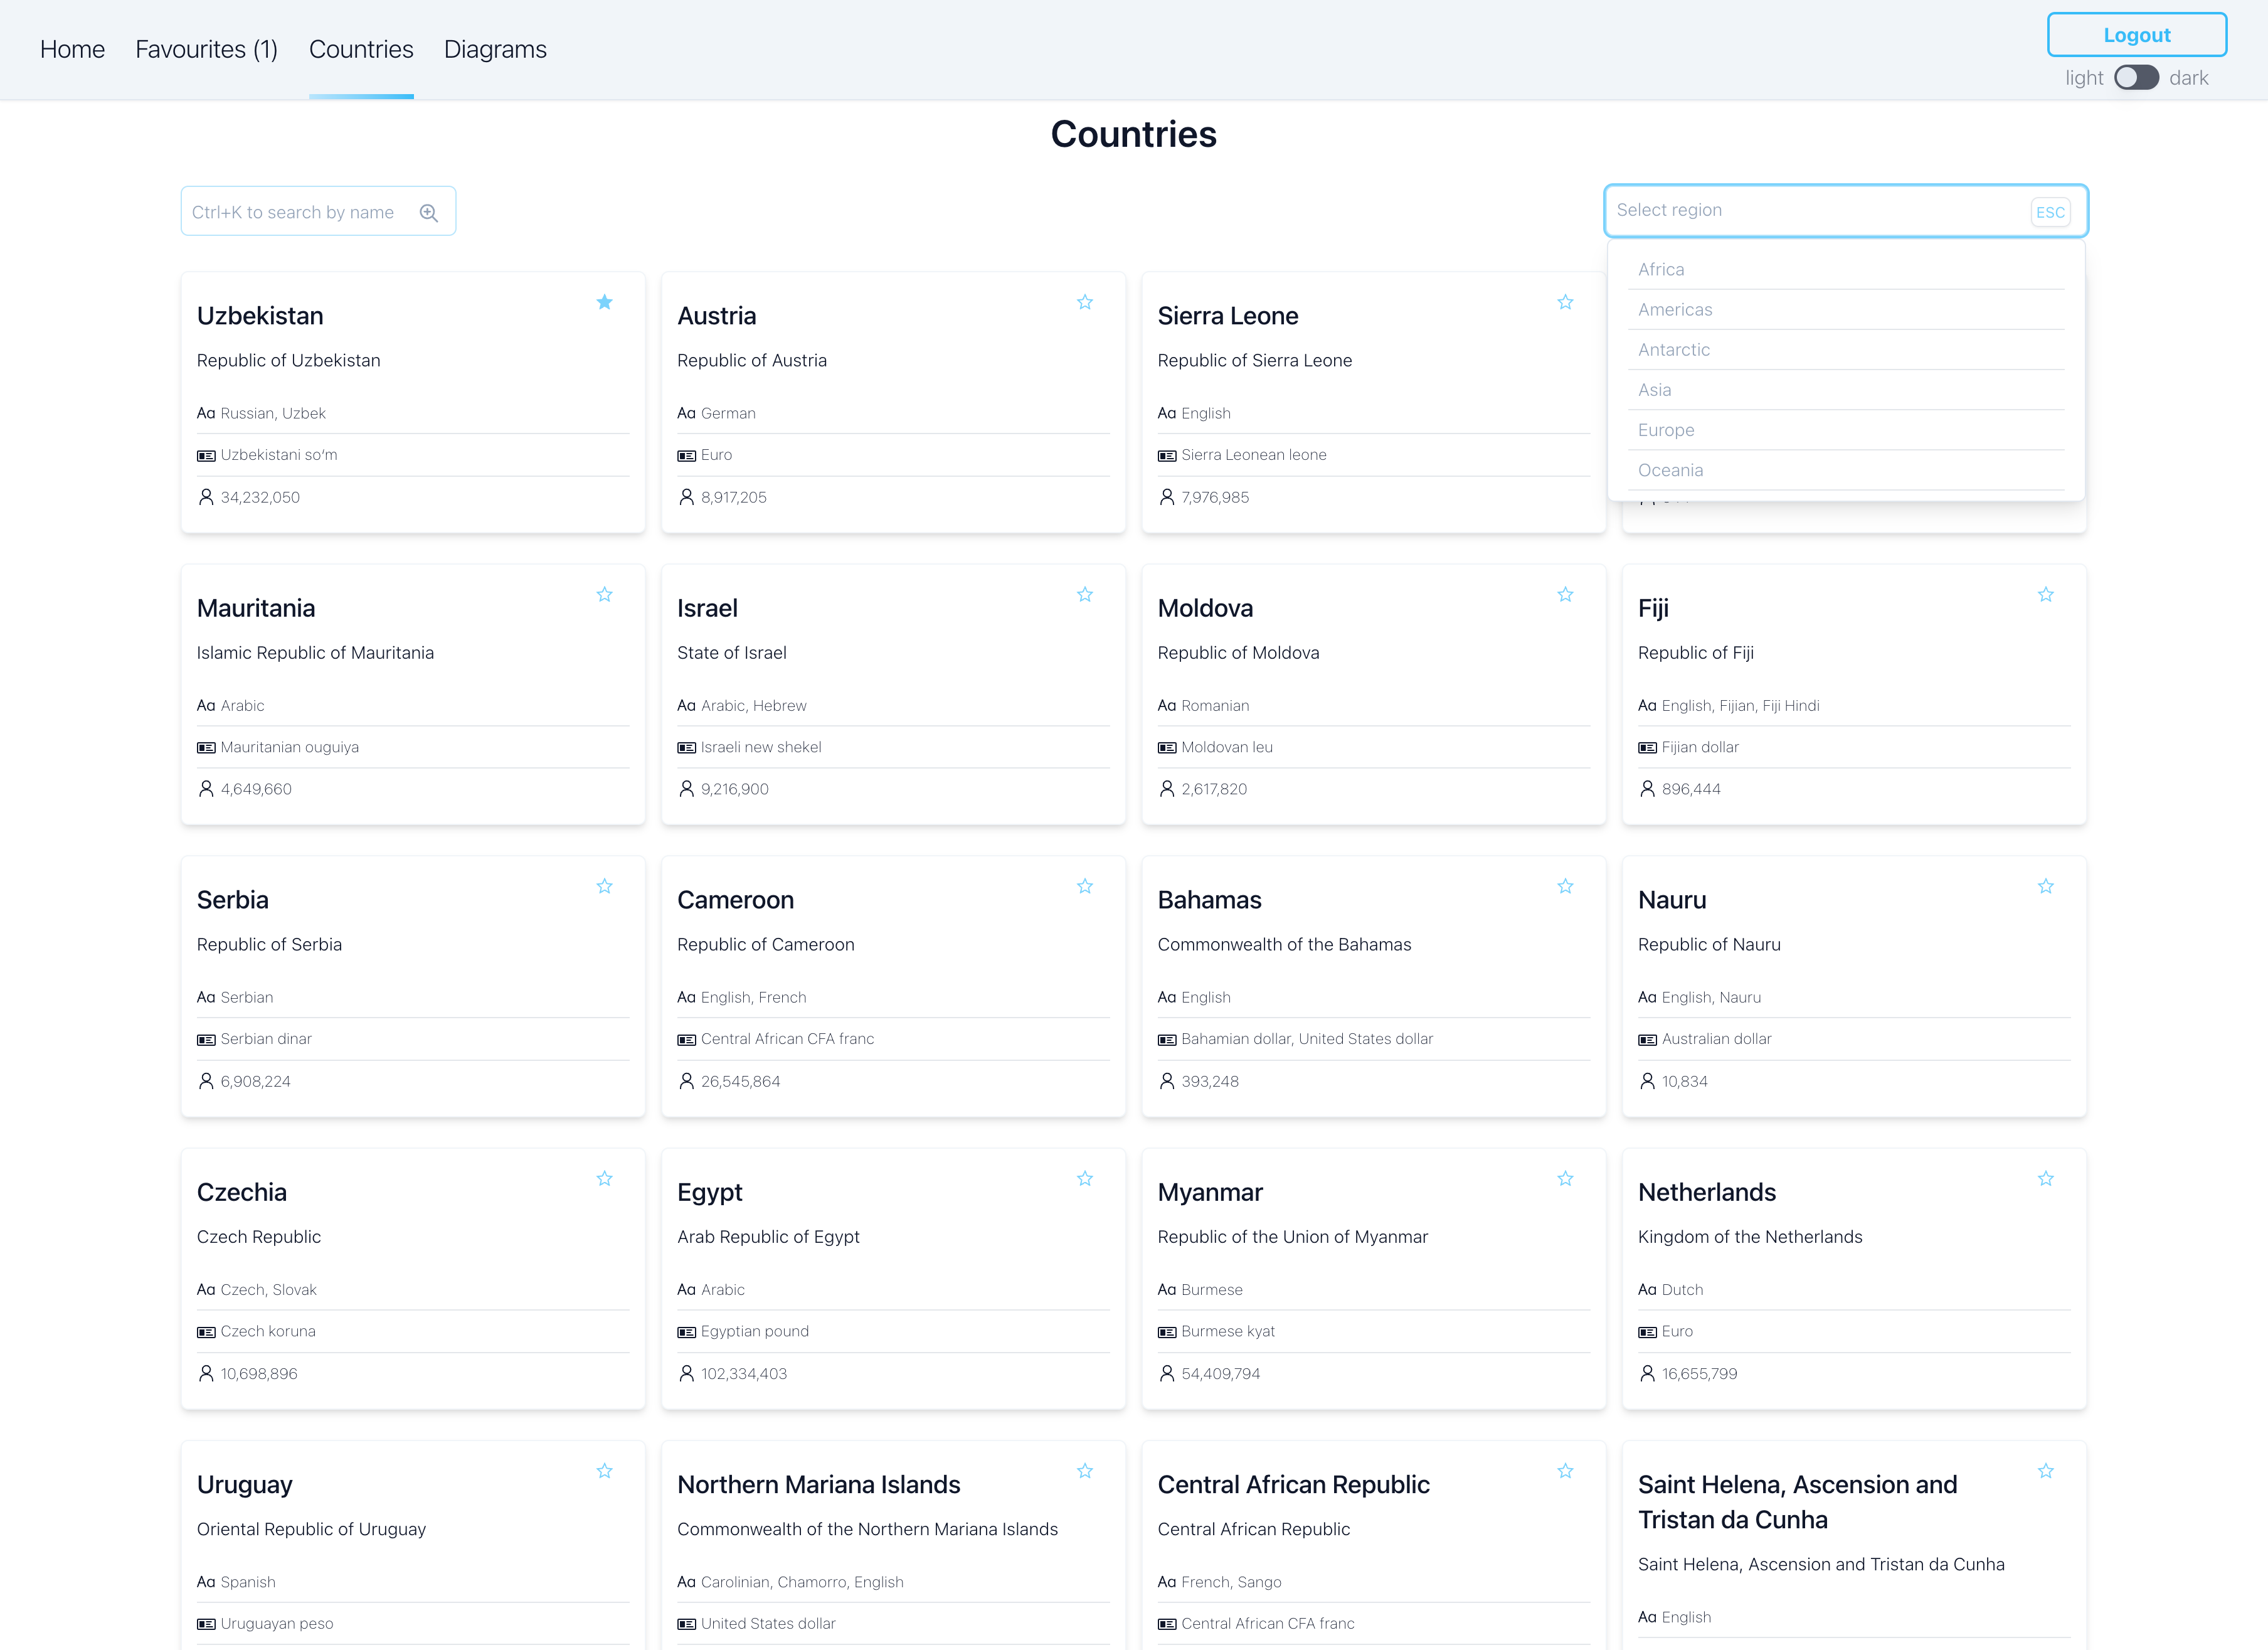 Home
Favourites (1)
Countries
Diagrams
Logout
light
dark
Countries
Ctrl+K to search by name
Select region
ESC
Africa
Americas
Antarctic
Asia
Europe
Oceania
Uzbekistan
Republic of Uzbekistan
Aa Russian, Uzbek
Uzbekistani soʻm
34,232,050
Austria
Republic of Austria
Aa German
Euro
8,917,205
Sierra Leone
Republic of Sierra Leone
Aa English
Sierra Leonean leone
7,976,985
Mauritania
Islamic Republic of Mauritania
Aa Arabic
Mauritanian ouguiya
4,649,660
Israel
State of Israel
Aa Arabic, Hebrew
Israeli new shekel
9,216,900
Moldova
Republic of Moldova
Aa Romanian
Moldovan leu
2,617,820
Fiji
Republic of Fiji
Aa English, Fijian, Fiji Hindi
Fijian dollar
896,444
Serbia
Republic of Serbia
Aa Serbian
Serbian dinar
6,908,224
Cameroon
Republic of Cameroon
Aa English, French
Central African CFA franc
26,545,864
Bahamas
Commonwealth of the Bahamas
Aa English
Bahamian dollar, United States dollar
393,248
Nauru
Republic of Nauru
Aa English, Nauru
Australian dollar
10,834
Czechia
Czech Republic
Aa Czech, Slovak
Czech koruna
10,698,896
Egypt
Arab Republic of Egypt
Aa Arabic
Egyptian pound
102,334,403
Myanmar
Republic of the Union of Myanmar
Aa Burmese
Burmese kyat
54,409,794
Netherlands
Kingdom of the Netherlands
Aa Dutch
Euro
16,655,799
Uruguay
Oriental Republic of Uruguay
Aa Spanish
Uruguayan peso
Northern Mariana Islands
Commonwealth of the Northern Mariana Islands
Aa Carolinian, Chamorro, English
United States dollar
Central African Republic
Central African Republic
Aa French, Sango
Central African CFA franc
Saint Helena, Ascension and
Tristan da Cunha
Saint Helena, Ascension and Tristan da Cunha
Aa English